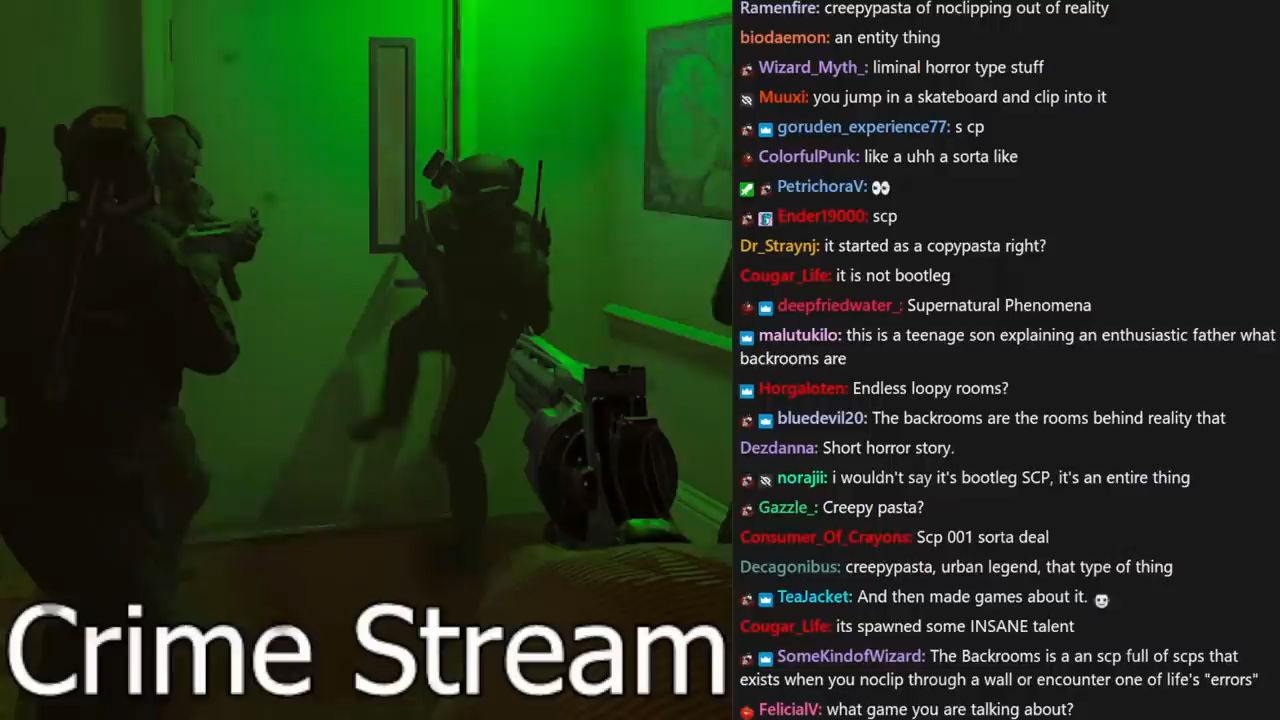 Ramenfire: creepypasta of noclipping out of reality
biodaemon: an entity thing
Wizard_Myth_: liminal horror type stuff
Muuxi: you jump in a skateboard and clip into it
goruden_experience77: s cp
ColorfulPunk: like a uhh a sorta like
PetrichoraV: 👀
Ender19000: scp
Dr_Straynj: it started as a copypasta right?
Cougar_Life: it is not bootleg
deepfriedwater_: Supernatural Phenomena
malutukilo: this is a teenage son explaining an enthusiastic father what
backrooms are
Horgaloten: Endless loopy rooms?
bluedevil20: The backrooms are the rooms behind reality that
Dezdanna: Short horror story.
norajii: i wouldn't say it's bootleg SCP, it's an entire thing
Gazzle_: Creepy pasta?
Consumer_Of_Crayons: Scp 001 sorta deal
Decagonibus: creepypasta, urban legend, that type of thing
TeaJacket: And then made games about it.
Cougar_Life: its spawned some INSANE talent
SomeKindofWizard: The Backrooms is a an scp full of scps that
exists when you noclip through a wall or encounter one of life's "errors"
FelicialV: what game you are talking about?
Crime Stream